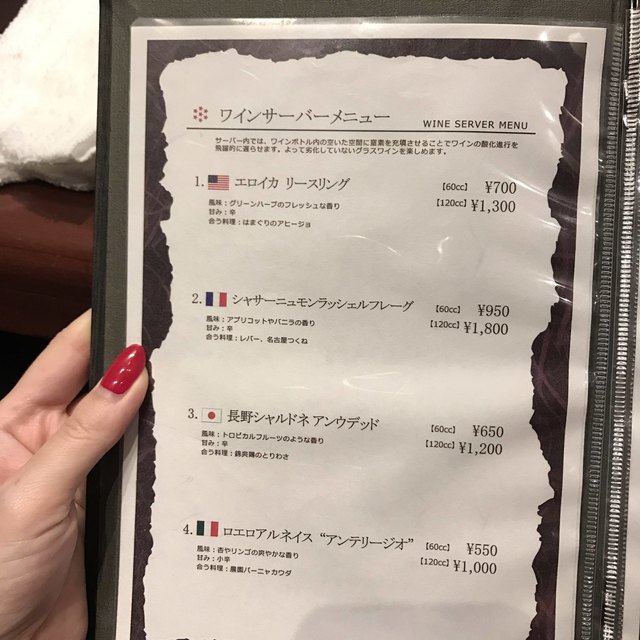 ワインサーバーメニュー WINE SERVER MENU
サーバー内では、ワインボトル内の空いた空間に窒素を充填させることでワインの酸化進行を
飛躍的に遅らせます。よって劣化していないグラスワインを楽しめます。
1. エロイカ リースリング 【60cc】 ¥700
風味：グリーンハーブのフレッシュな香り 【120cc】 ¥1,300
甘み：辛
合う料理：はまぐりのアヒージョ
2. シャサーニュモンラッシェルフレーグ 【60cc】 ¥950
風味：アプリコットやバニラの香り 【120cc】 ¥1,800
甘み：辛
合う料理：レバー、名古屋つくね
3. 長野シャルドネ アンウデッド 【60cc】 ¥650
風味：トロピカルフルーツのような香り 【120cc】 ¥1,200
甘み：辛
合う料理：錦爽鶏のとりわさ
4. ロエロアルネイス “アンテリージオ” 【60cc】 ¥550
風味：杏やリンゴの爽やかな香り 【120cc】 ¥1,000
甘み：小辛
合う料理：農園バーニャカウダ